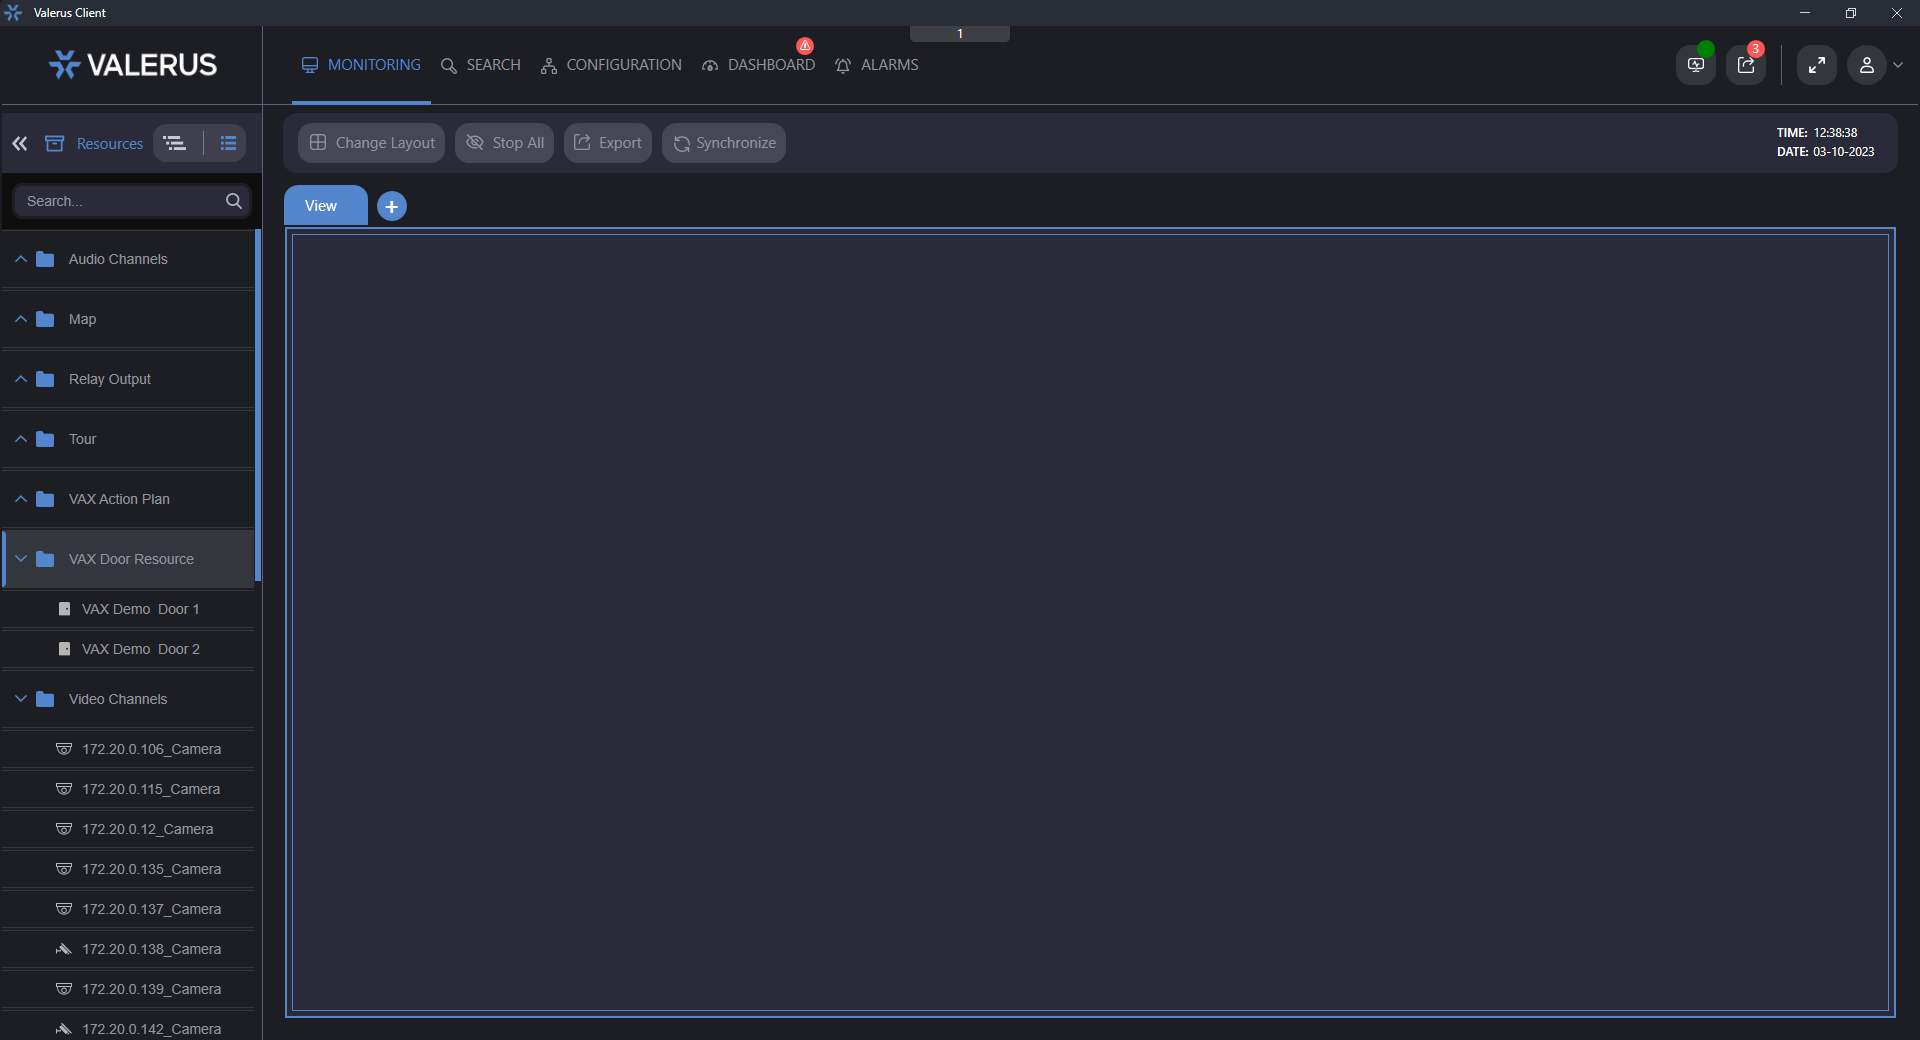 Valerus Client
1
VALERUS
MONITORING
SEARCH
CONFIGURATION
DASHBOARD
ALARMS
3
Resources
Change Layout
Stop All
Export
Synchronize
TIME: 12:38:38
DATE: 03-10-2023
Search...
View
Audio Channels
Map
Relay Output
Tour
VAX Action Plan
VAX Door Resource
VAX Demo  Door 1
VAX Demo  Door 2
Video Channels
172.20.0.106_Camera
172.20.0.115_Camera
172.20.0.12_Camera
172.20.0.135_Camera
172.20.0.137_Camera
172.20.0.138_Camera
172.20.0.139_Camera
172.20.0.142_Camera